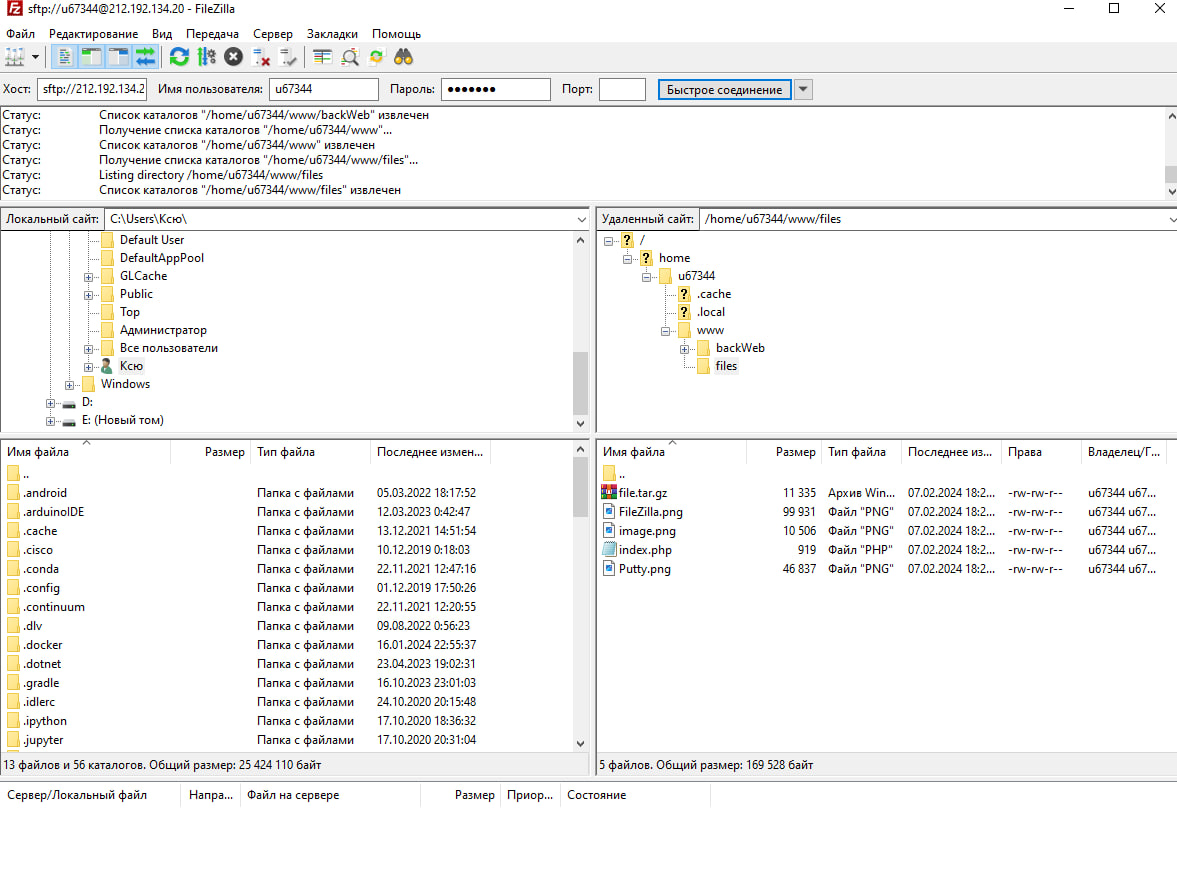 sftp://u67344@212.192.134.20 - FileZilla
Файл Редактирование Вид Передача Сервер Закладки Помощь
Хост: sftp://212.192.134.2 Имя пользователя: u67344 Пароль: ●●●●●●● Порт: Быстрое соединение
Статус: Список каталогов "/home/u67344/www/backWeb" извлечен
Статус: Получение списка каталогов "/home/u67344/www"...
Статус: Список каталогов "/home/u67344/www" извлечен
Статус: Получение списка каталогов "/home/u67344/www/files"...
Статус: Listing directory /home/u67344/www/files
Статус: Список каталогов "/home/u67344/www/files" извлечен
Локальный сайт: C:\Users\Ксю\
Default User
DefaultAppPool
GLCache
Public
Top
Администратор
Все пользователи
Ксю
Windows
D:
E: (Новый том)
Удаленный сайт: /home/u67344/www/files
/
home
u67344
.cache
.local
www
backWeb
files
Имя файла Размер Тип файла Последнее измен...
..
.android Папка с файлами 05.03.2022 18:17:52
.arduinoIDE Папка с файлами 12.03.2023 0:42:47
.cache Папка с файлами 13.12.2021 14:51:54
.cisco Папка с файлами 10.12.2019 0:18:03
.conda Папка с файлами 22.11.2021 12:47:16
.config Папка с файлами 01.12.2019 17:50:26
.continuum Папка с файлами 22.11.2021 12:20:55
.dlv Папка с файлами 09.08.2022 0:56:23
.docker Папка с файлами 16.01.2024 22:55:37
.dotnet Папка с файлами 23.04.2023 19:02:31
.gradle Папка с файлами 16.10.2023 23:01:03
.idlerc Папка с файлами 24.10.2020 20:15:48
.ipython Папка с файлами 17.10.2020 18:36:32
.jupyter Папка с файлами 17.10.2020 20:31:04
13 файлов и 56 каталогов. Общий размер: 25 424 110 байт
Имя файла Размер Тип файла Последнее из... Права Владелец/Г...
..
file.tar.gz 11 335 Архив Win... 07.02.2024 18:2... -rw-rw-r-- u67344 u67...
FileZilla.png 99 931 Файл "PNG" 07.02.2024 18:2... -rw-rw-r-- u67344 u67...
image.png 10 506 Файл "PNG" 07.02.2024 18:2... -rw-rw-r-- u67344 u67...
index.php 919 Файл "PHP" 07.02.2024 18:2... -rw-rw-r-- u67344 u67...
Putty.png 46 837 Файл "PNG" 07.02.2024 18:2... -rw-rw-r-- u67344 u67...
5 файлов. Общий размер: 169 528 байт
Сервер/Локальный файл Напра... Файл на сервере Размер Приор... Состояние